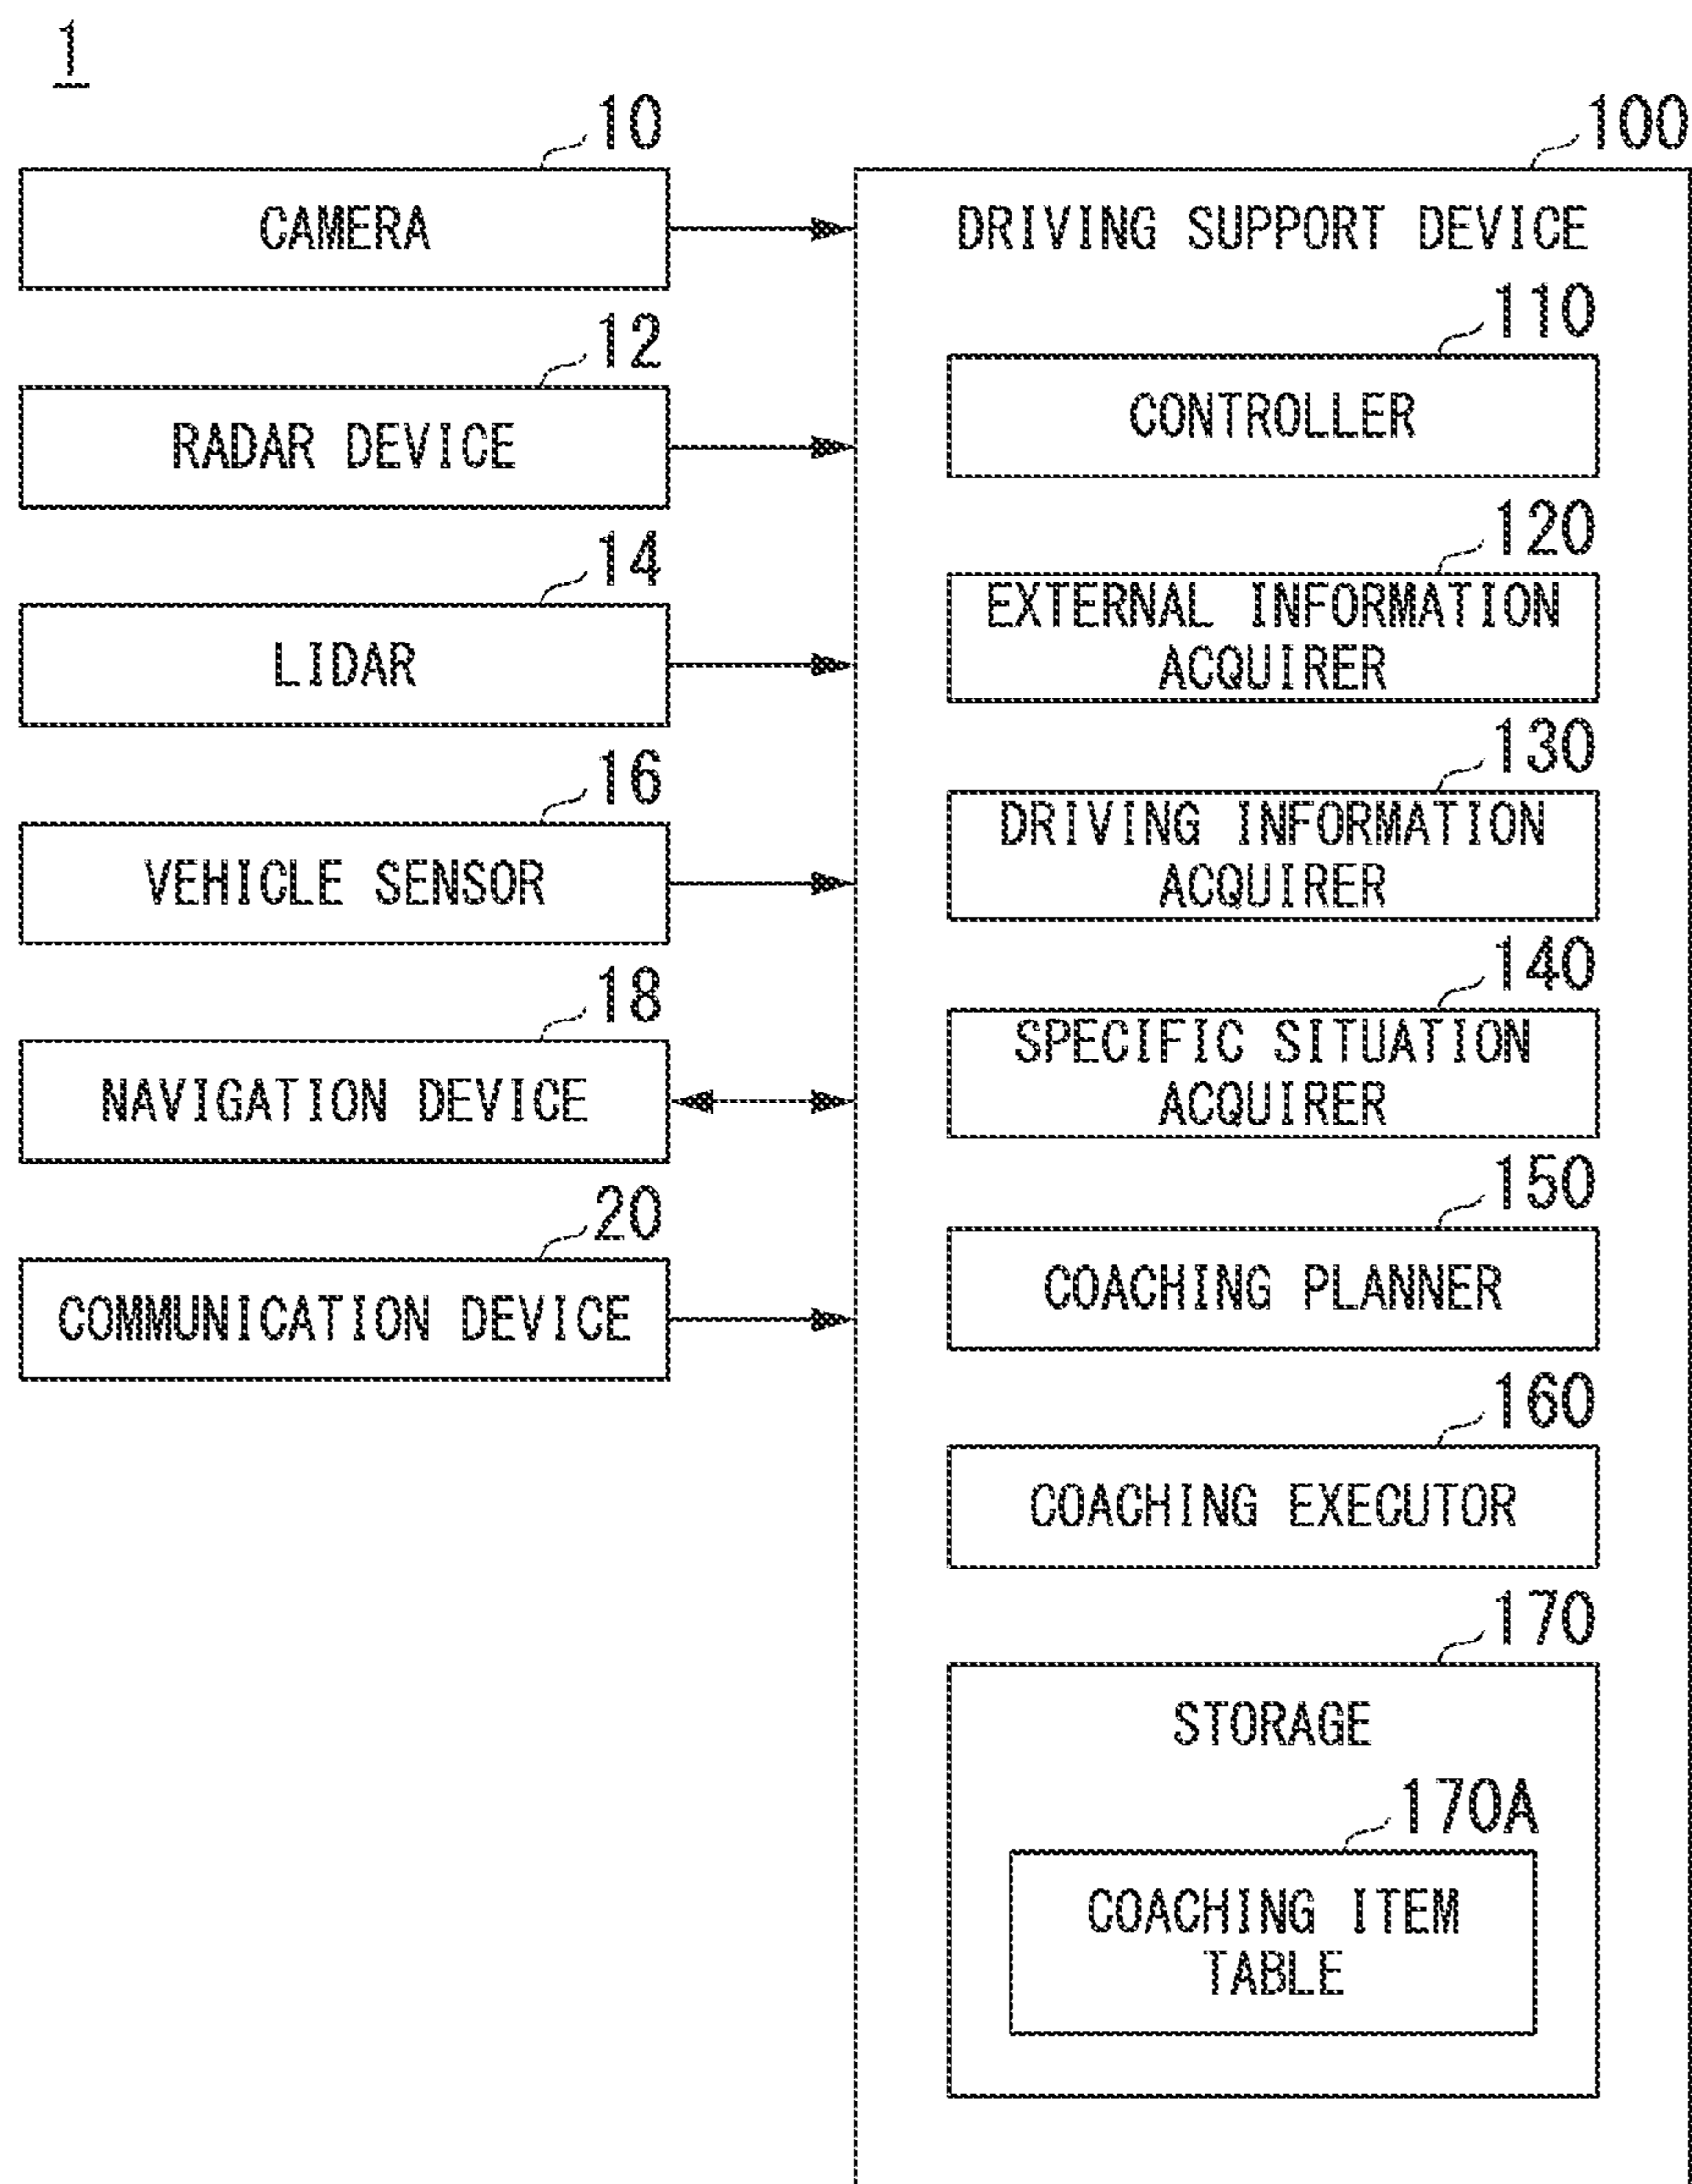 1
10
CAMERA
12
RADAR DEVICE
14
LIDAR
16
VEHICLE SENSOR
18
NAVIGATION DEVICE
20
COMMUNICATION DEVICE
100
DRIVING SUPPORT DEVICE
110
CONTROLLER
120
EXTERNAL INFORMATION
ACQUIRER
130
DRIVING INFORMATION
ACQUIRER
140
SPECIFIC SITUATION
ACQUIRER
150
COACHING PLANNER
160
COACHING EXECUTOR
170
STORAGE
170A
COACHING ITEM
TABLE